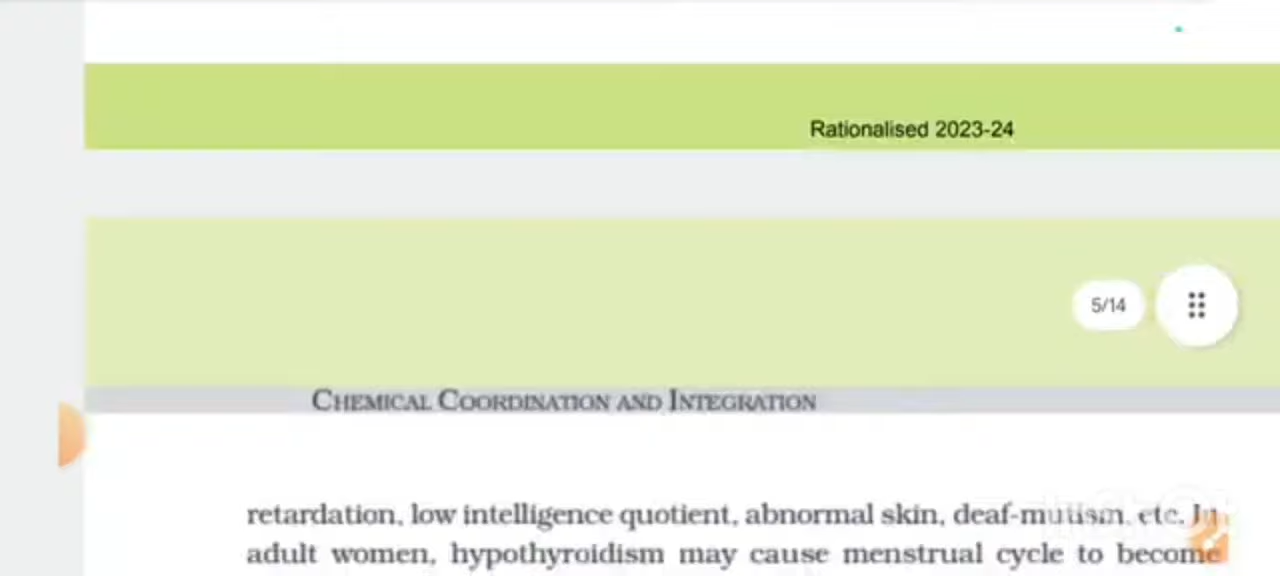 Rationalised 2023-24
5/14
CHEMICAL COORDINATION AND INTEGRATION
retardation, low intelligence quotient, abnormal skin, deaf-mutism, etc. In
adult women, hypothyroidism may cause menstrual cycle to become